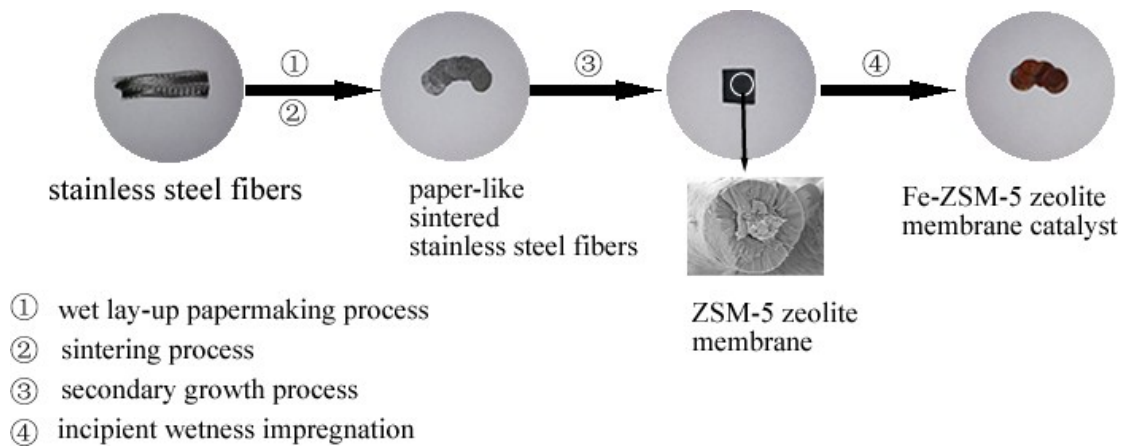 ①
②
③
④
stainless steel fibers
paper-like
sintered
stainless steel fibers
ZSM-5 zeolite
membrane
Fe-ZSM-5 zeolite
membrane catalyst
① wet lay-up papermaking process
② sintering process
③ secondary growth process
④ incipient wetness impregnation